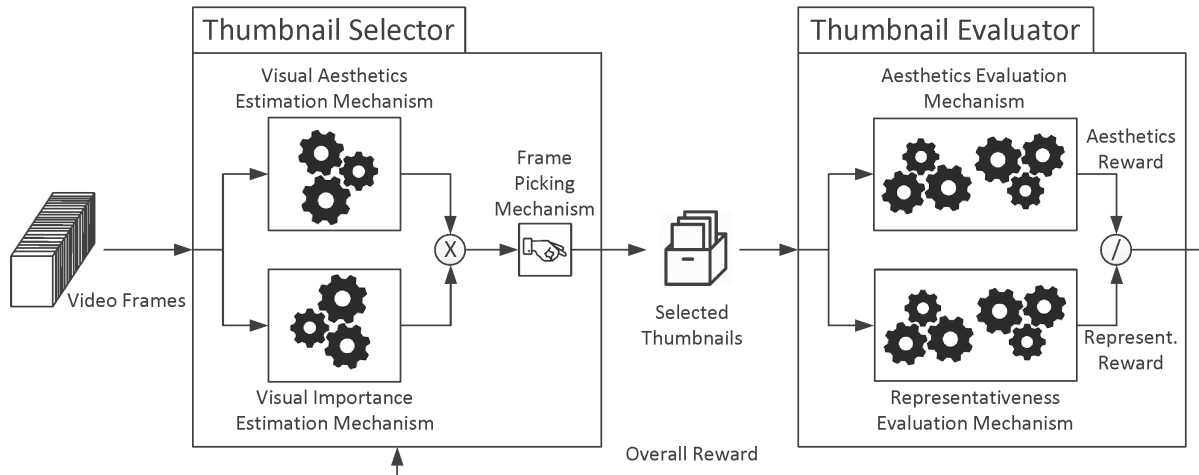 Thumbnail Selector
Visual Aesthetics
Estimation Mechanism
Video Frames
X
Frame
Picking
Mechanism
Visual Importance
Estimation Mechanism
Selected
Thumbnails
Thumbnail Evaluator
Aesthetics Evaluation
Mechanism
Aesthetics
Reward
/
Represent.
Reward
Representativeness
Evaluation Mechanism
Overall Reward